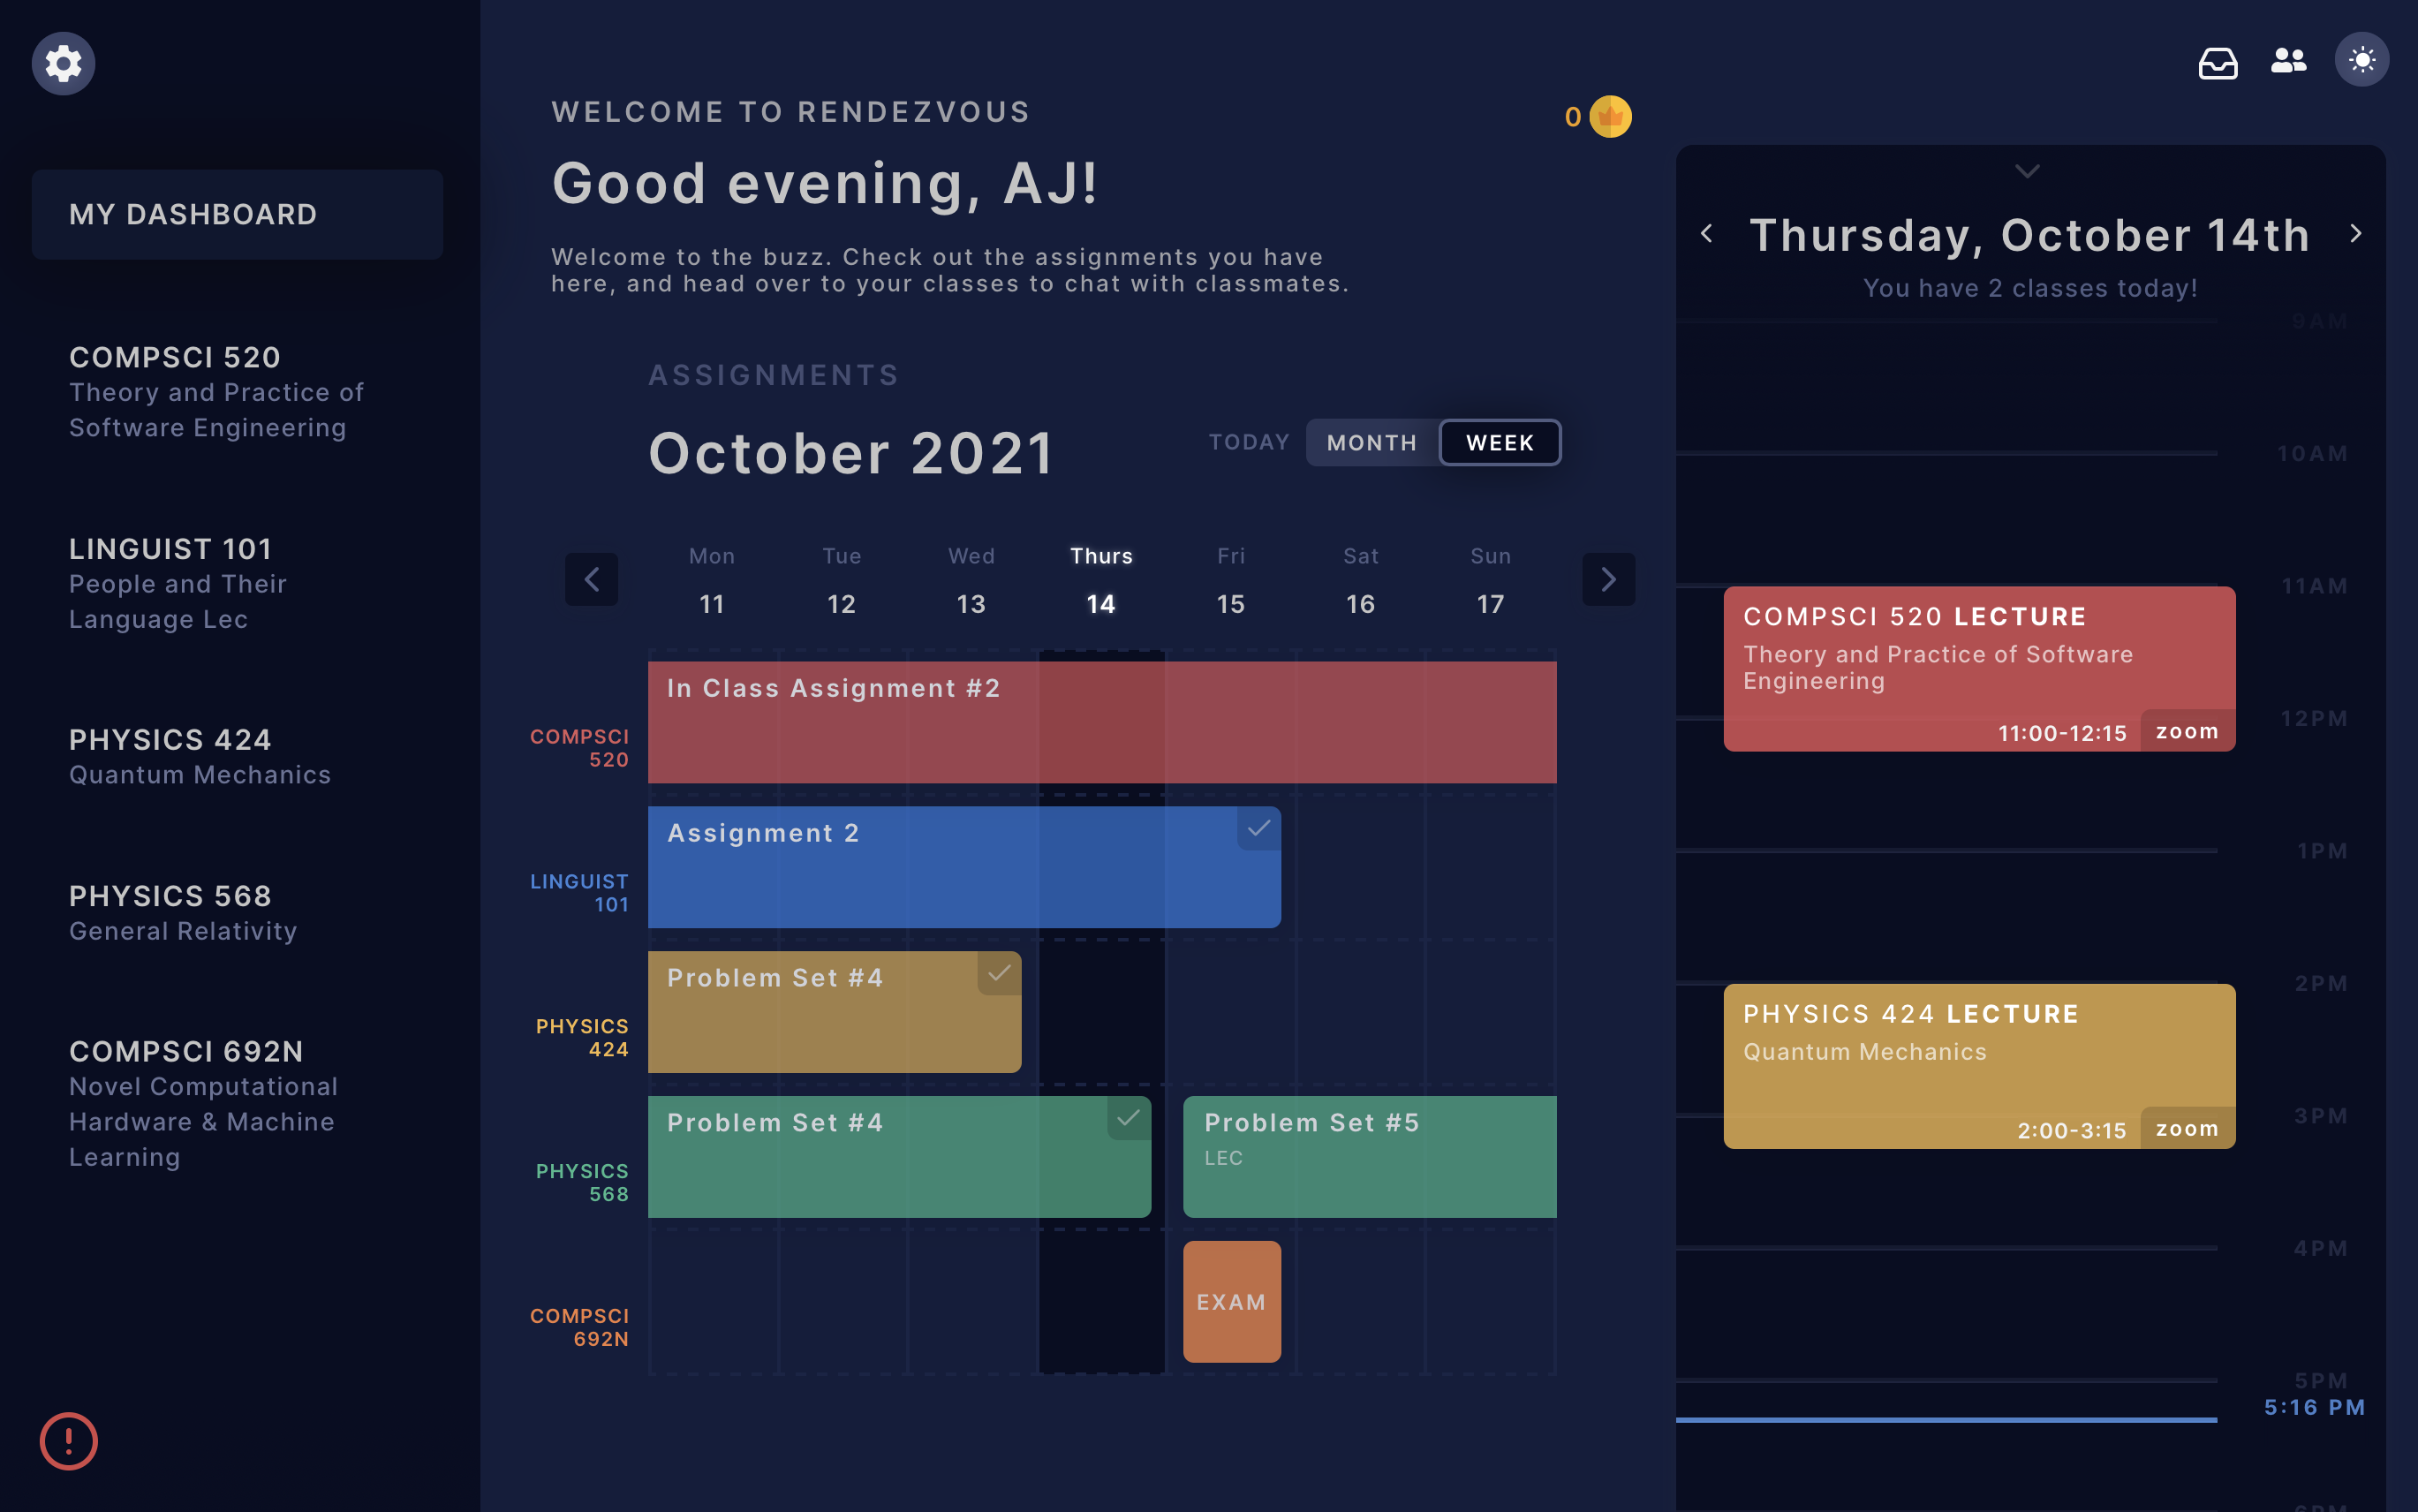 MY DASHBOARD
COMPSCI 520
Theory and Practice of
Software Engineering
LINGUIST 101
People and Their
Language Lec
PHYSICS 424
Quantum Mechanics
PHYSICS 568
General Relativity
COMPSCI 692N
Novel Computational
Hardware & Machine
Learning
WELCOME TO RENDEZVOUS
0
Good evening, AJ!
Welcome to the buzz. Check out the assignments you have
here, and head over to your classes to chat with classmates.
ASSIGNMENTS
October 2021
TODAY MONTH WEEK
Mon Tue Wed Thurs Fri Sat Sun
11 12 13 14 15 16 17
COMPSCI
520
In Class Assignment #2
LINGUIST
101
Assignment 2
PHYSICS
424
Problem Set #4
PHYSICS
568
Problem Set #4
Problem Set #5
LEC
COMPSCI
692N
EXAM
Thursday, October 14th
You have 2 classes today!
9AM
10AM
11AM
COMPSCI 520 LECTURE
Theory and Practice of Software
Engineering
11:00-12:15 zoom
12PM
1PM
2PM
PHYSICS 424 LECTURE
Quantum Mechanics
2:00-3:15 zoom
3PM
4PM
5PM
5:16 PM
6PM